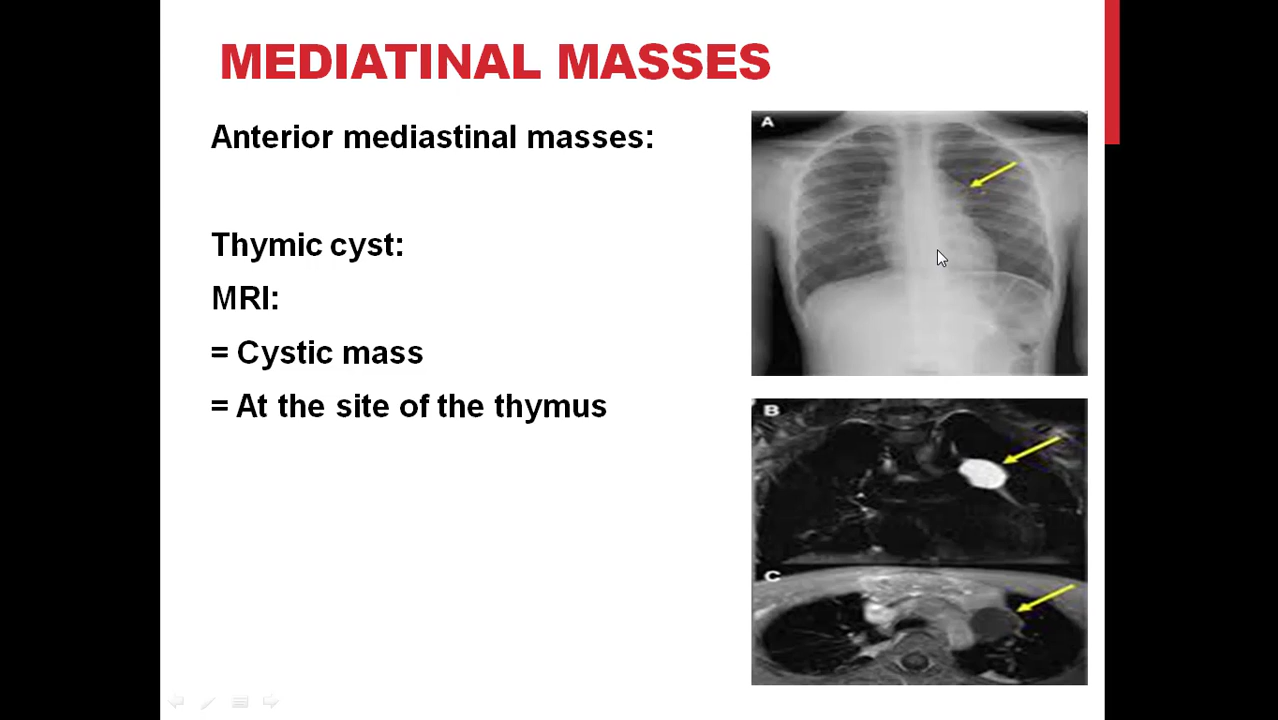 MEDIATINAL MASSES
Anterior mediastinal masses:
Thymic cyst:
MRI:
= Cystic mass
= At the site of the thymus
A
B
C